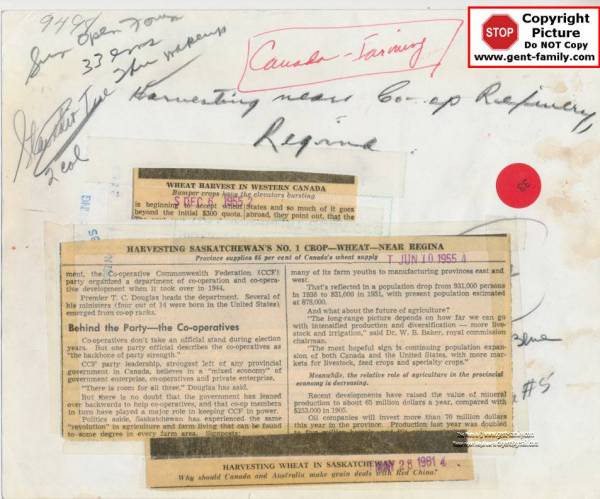 STOP
Copyright
Picture
Do NOT Copy
www.gent-family.com
Open Town
33 ems
2 col
Canada - Farming
Harvesting near Co-op Refinery,
Regina.
WHEAT HARVEST IN WESTERN CANADA
Bumper crops have the elevators bursting
S DEC 6 1955 2
is beginning to accept States and so much of it goes
beyond the initial $300 quota. abroad, they point out, that the
HARVESTING SASKATCHEWAN'S NO. 1 CROP—WHEAT—NEAR REGINA
Province supplies 65 per cent of Canada's wheat supply
T JUN 10 1955 4
ment, the Co-operative Commonwealth Federation (CCF)
party organized a department of co-operation and co-opera-
tive development when it took over in 1944.
Premier T. C. Douglas heads the department. Several of
his ministers (four out of 14 were born in the United States)
emerged from co-op ranks.
Behind the Party—the Co-operatives
Co-operatives don't take an official stand during election
years. But one party official describes the co-operatives as
"the backbone of party strength."
CCF party leadership, strongest left of any provincial
government in Canada, believes in a "mixed economy" of
government enterprise, co-operatives and private enterprise.
"There is room for all these," Douglas has said.
But there is no doubt that the government has leaned
over backwards to help co-operatives, and that co-op members
in turn have played a major role in keeping CCF in power.
Politics aside, Saskatchewan has experienced the same
"revolution" in agriculture and farm living that can be found
to some degree in every farm area. Signposts:
many of its farm youths to manufacturing provinces east and
west.
That's reflected in a population drop from 931,000 persons
in 1936 to 831,000 in 1951, with present population estimated
at 878,000.
And what about the future of agriculture?
"The long-range picture depends on how far we can go
with intensified production and diversification — more live-
stock and irrigation," said Dr. W. B. Baker, royal commission
chairman.
"The most hopeful sign is continuing population expan-
sion of both Canada and the United States, with more mar-
kets for livestock, feed crops and specialty crops."
Meanwhile, the relative role of agriculture in the provincial
economy is decreasing.
Recent developments have raised the value of mineral
production to about 65 million dollars a year, compared with
$253,000 in 1905.
Oil companies will invest more than 70 million dollars
this year in the province. Production last year was doubled
Blue
#5
HARVESTING WHEAT IN SASKATCHEWAN
MAY 28 1961 4
Why should Canada and Australia make grain deals with Red China?